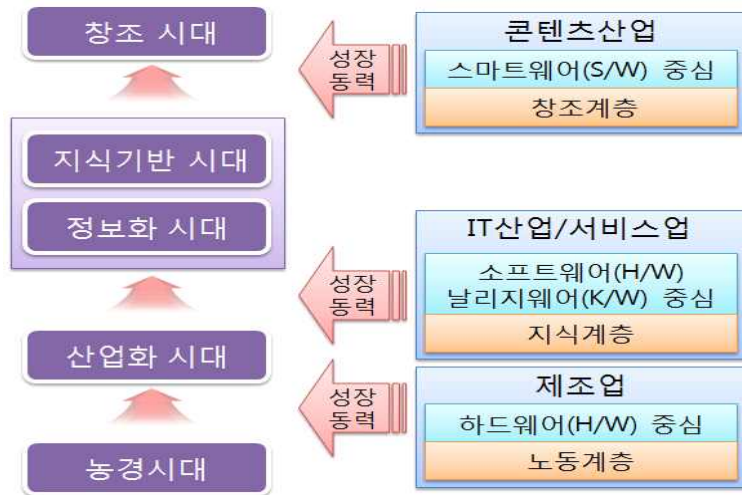 창조 시대
지식기반 시대
정보화 시대
산업화 시대
농경시대
성장
동력
콘텐츠산업
스마트웨어(S/W) 중심
창조계층
성장
동력
IT산업/서비스업
소프트웨어(H/W)
날리지웨어(K/W) 중심
지식계층
성장
동력
제조업
하드웨어(H/W) 중심
노동계층